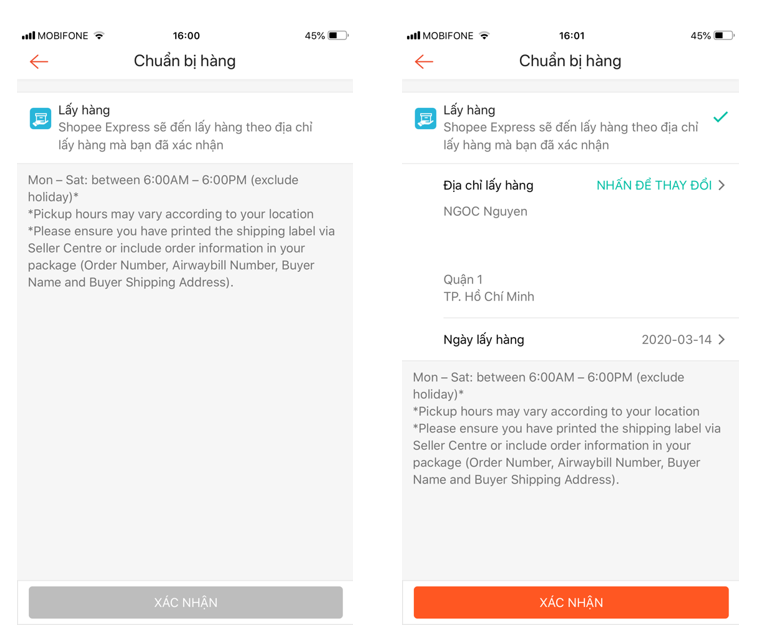 MOBIFONE 16:00 45%
Chuẩn bị hàng
Lấy hàng
Shopee Express sẽ đến lấy hàng theo địa chỉ
lấy hàng mà bạn đã xác nhận
Mon – Sat: between 6:00AM – 6:00PM (exclude
holiday)*
*Pickup hours may vary according to your location
*Please ensure you have printed the shipping label via
Seller Centre or include order information in your
package (Order Number, Airwaybill Number, Buyer
Name and Buyer Shipping Address).
XÁC NHẬN
MOBIFONE 16:01 45%
Chuẩn bị hàng
Lấy hàng
Shopee Express sẽ đến lấy hàng theo địa chỉ
lấy hàng mà bạn đã xác nhận
Địa chỉ lấy hàng NHẤN ĐỂ THAY ĐỔI
NGOC Nguyen
Quận 1
TP. Hồ Chí Minh
Ngày lấy hàng 2020-03-14
Mon – Sat: between 6:00AM – 6:00PM (exclude
holiday)*
*Pickup hours may vary according to your location
*Please ensure you have printed the shipping label via
Seller Centre or include order information in your
package (Order Number, Airwaybill Number, Buyer
Name and Buyer Shipping Address).
XÁC NHẬN